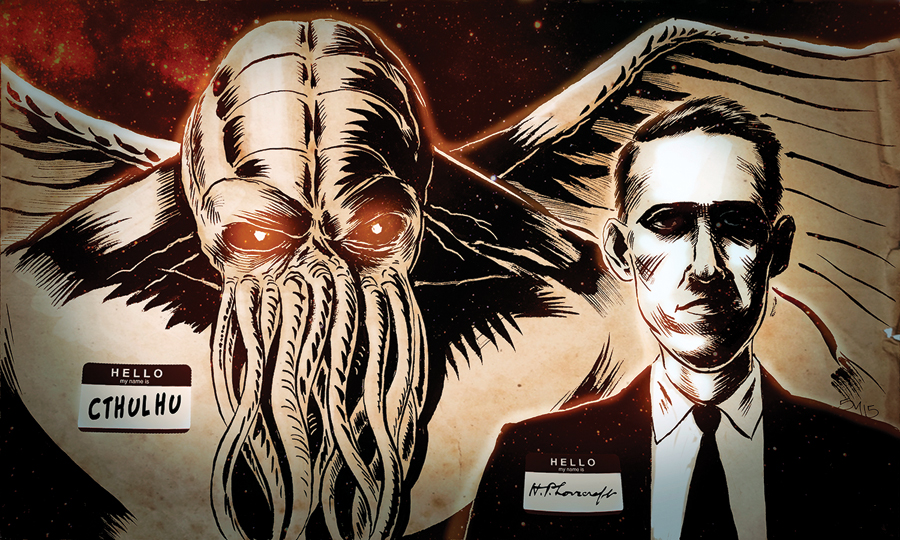 HELLO
my name is
CTHULHU
HELLO
my name is
H.P. Lovecraft